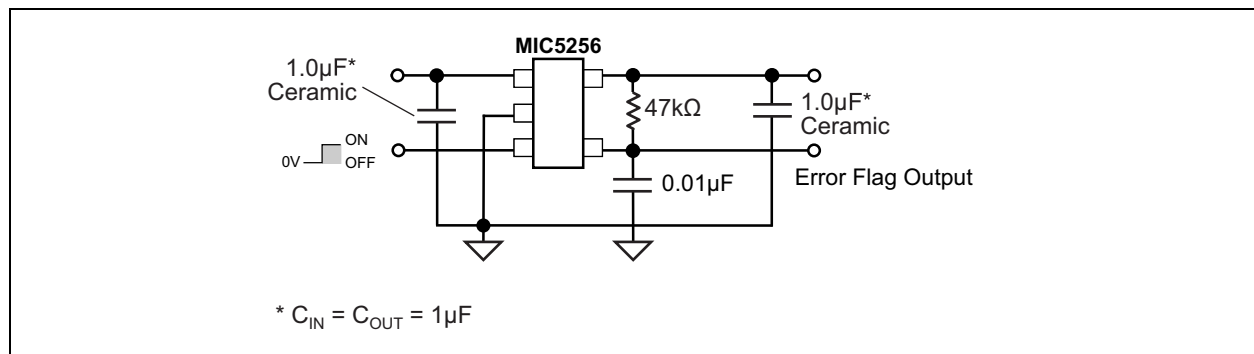 MIC5256
1.0µF*
Ceramic
47kΩ
1.0µF*
Ceramic
ON
0V
OFF
0.01µF
Error Flag Output
* C_IN = C_OUT = 1µF